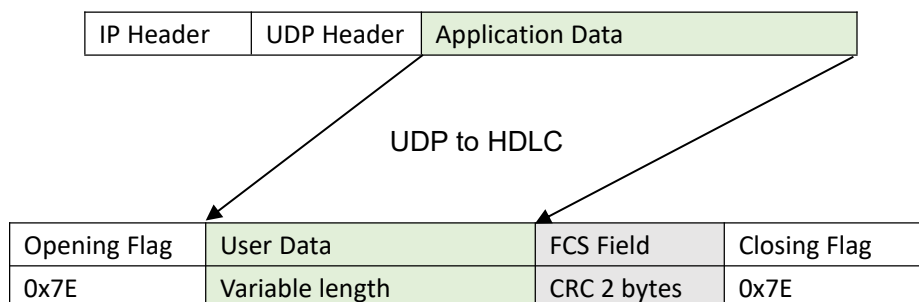 IP Header UDP Header Application Data
UDP to HDLC
Opening Flag User Data FCS Field Closing Flag
0x7E Variable length CRC 2 bytes 0x7E